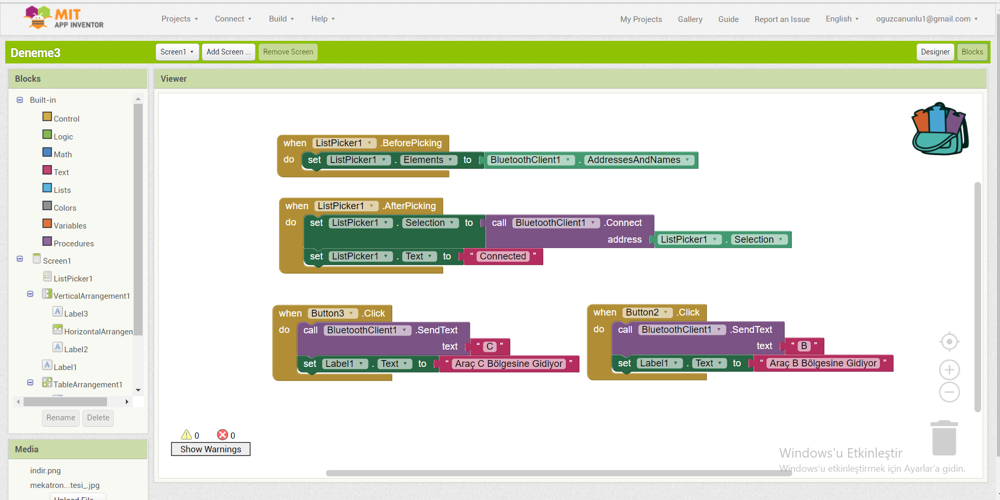 MIT
APP INVENTOR
Projects
Connect
Build
Help
My Projects
Gallery
Guide
Report an Issue
English
oguzcanunlu1@gmail.com
Deneme3
Screen1
Add Screen ...
Remove Screen
Designer
Blocks
Blocks
Built-in
Control
Logic
Math
Text
Lists
Colors
Variables
Procedures
Screen1
ListPicker1
VerticalArrangement1
Label3
HorizontalArrangem
Label2
Label1
TableArrangement1
Rename
Delete
Media
indir.png
mekatron...tesi_.jpg
Upload File
Viewer
when ListPicker1 .BeforePicking
do set ListPicker1 . Elements to BluetoothClient1 . AddressesAndNames
when ListPicker1 .AfterPicking
do set ListPicker1 . Selection to call BluetoothClient1 .Connect
address ListPicker1 . Selection
set ListPicker1 . Text to “ Connected ”
when Button3 .Click
do call BluetoothClient1 .SendText
text “ C ”
set Label1 . Text to “ Araç C Bölgesine Gidiyor ”
when Button2 .Click
do call BluetoothClient1 .SendText
text “ B ”
set Label1 . Text to “ Araç B Bölgesine Gidiyor ”
0
0
Show Warnings
Windows'u Etkinleştir
Windows'u etkinleştirmek için Ayarlar'a gidin.